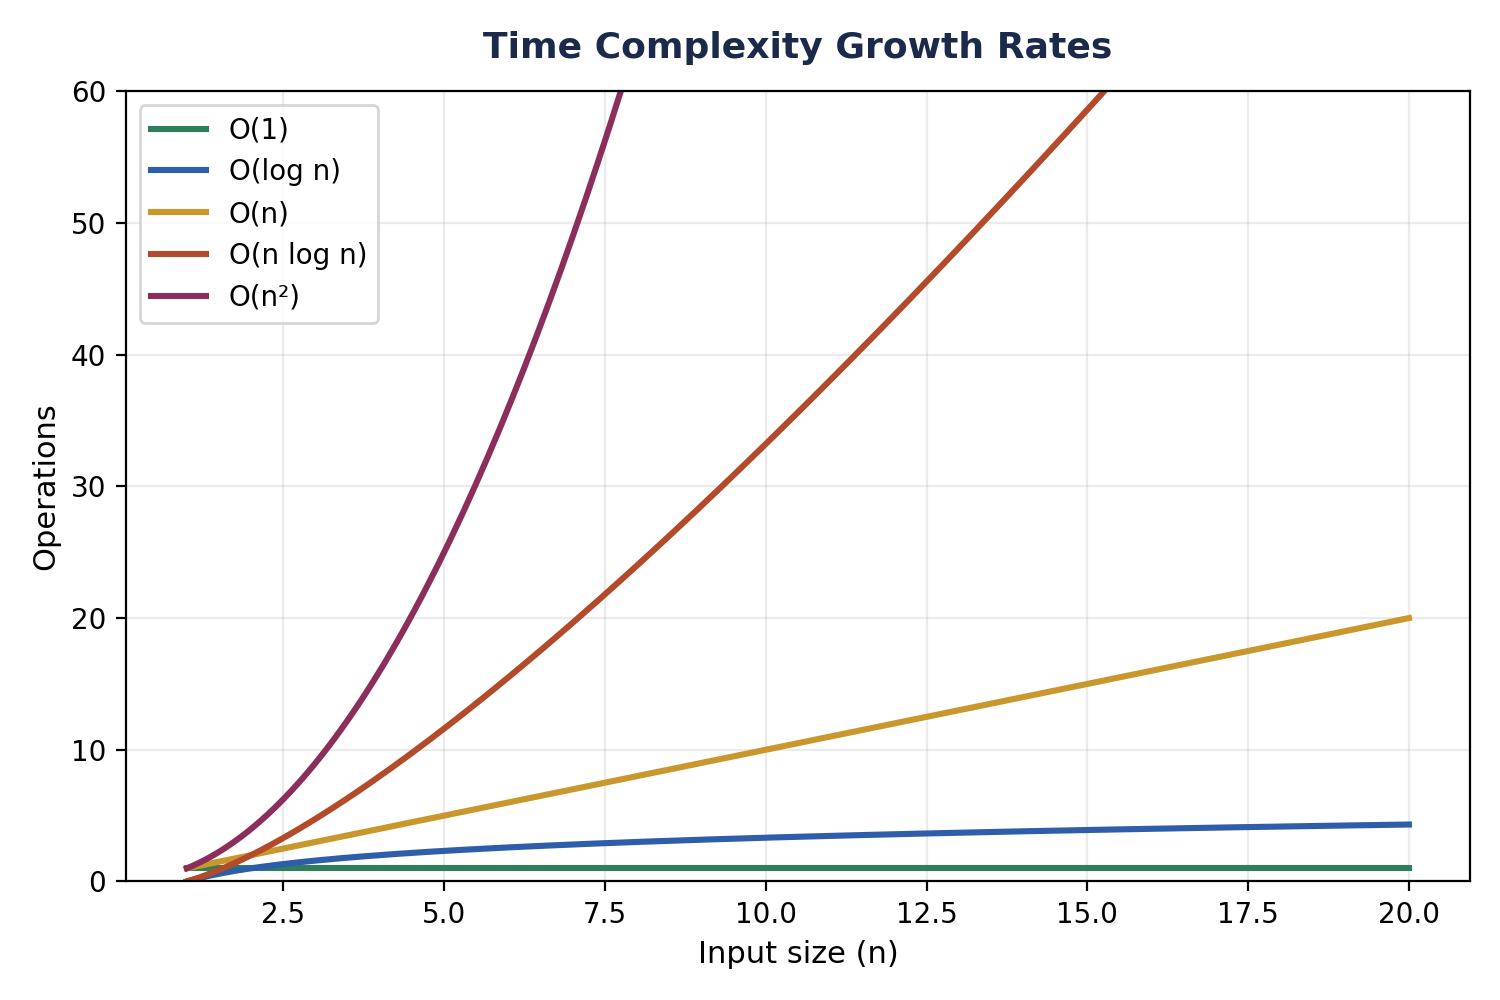 Time Complexity Growth Rates
60
50
40
30
20
10
0
Operations
O(1)
O(log n)
O(n)
O(n log n)
O(n²)
2.5 5.0 7.5 10.0 12.5 15.0 17.5 20.0
Input size (n)